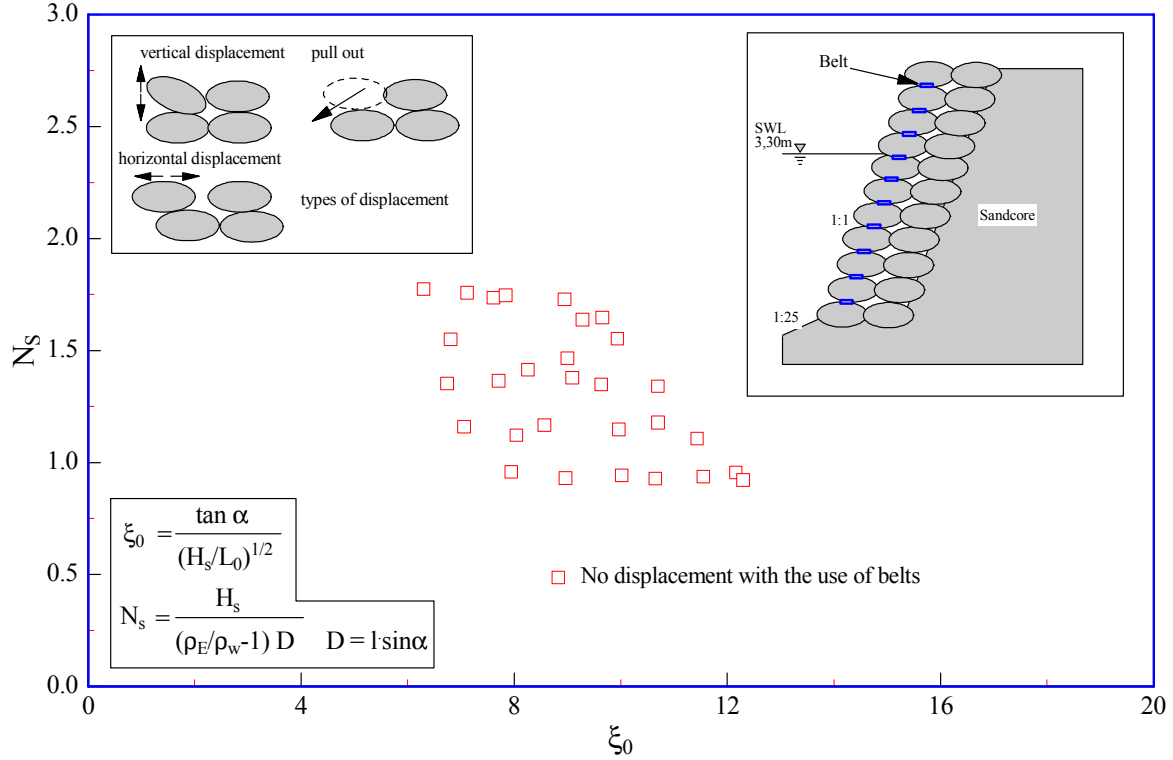 3.0
2.5
2.0
1.5
1.0
0.5
0.0
N_S
vertical displacement
pull out
horizontal displacement
types of displacement
Belt
SWL
3,30m
1:1
Sandcore
1:25
ξ₀ = tan α / (H_s/L_0)^{1/2}
N_s = H_s / (ρ_E/ρ_w-1) D D = l·sinα
No displacement with the use of belts
0 4 8 12 16 20
ξ₀